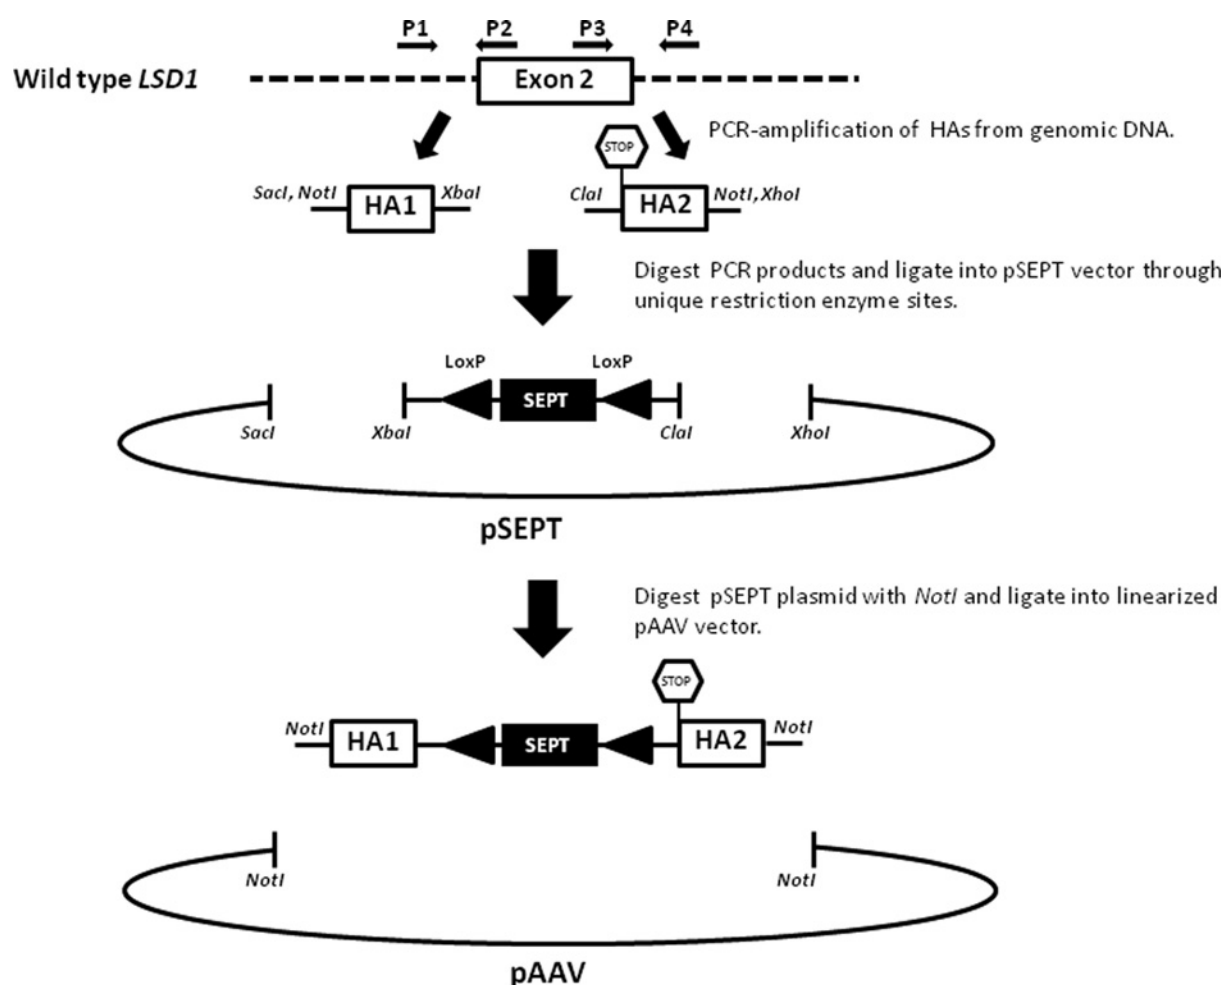 P1 P2 P3 P4
Wild type LSD1
Exon 2
PCR-amplification of HAs from genomic DNA.
STOP
SacI, NotI HA1 XbaI
ClaI HA2 NotI, XhoI
Digest PCR products and ligate into pSEPT vector through
unique restriction enzyme sites.
LoxP LoxP
SEPT
SacI XbaI ClaI XhoI
pSEPT
Digest pSEPT plasmid with NotI and ligate into linearized
pAAV vector.
STOP
NotI HA1 SEPT HA2 NotI
NotI NotI
pAAV